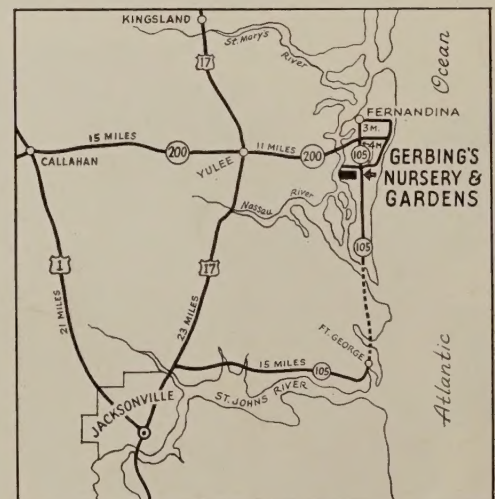 KINGSLAND
St. Mary's
River
17
Ocean
FERNANDINA
3 M.
4 M.
15 MILES
200
11 MILES
200
105
CALLAHAN
YULEE
GERBING'S
NURSERY &
GARDENS
Nassau
River
1
17
105
21 MILES
23 MILES
FT. GEORGE
15 MILES
105
ST. JOHNS RIVER
JACKSONVILLE
Atlantic